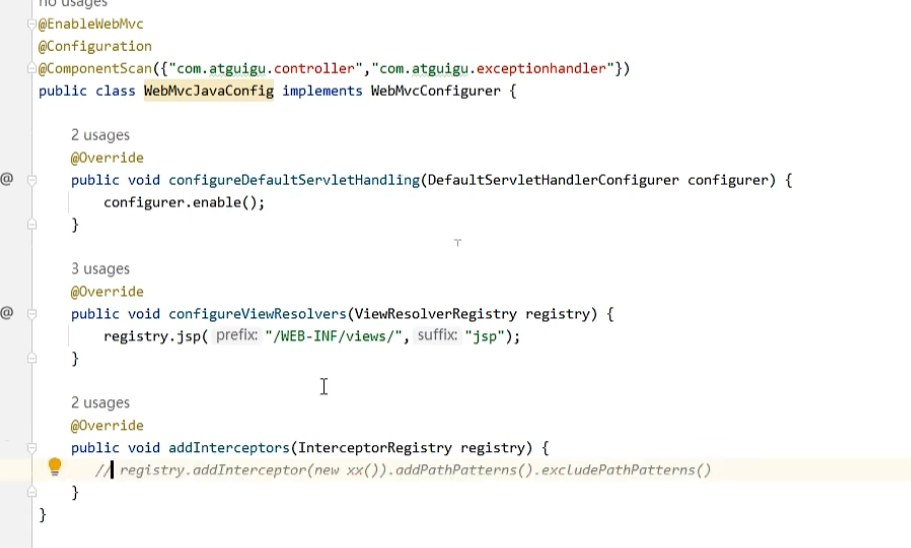 no usages
@EnableWebMvc
@Configuration
@ComponentScan({"com.atguigu.controller","com.atguigu.exceptionhandler"})
public class WebMvcJavaConfig implements WebMvcConfigurer {
2 usages
@Override
public void configureDefaultServletHandling(DefaultServletHandlerConfigurer configurer) {
configurer.enable();
}
3 usages
@Override
public void configureViewResolvers(ViewResolverRegistry registry) {
registry.jsp( prefix: "/WEB-INF/views/", suffix: "jsp");
}
2 usages
@Override
public void addInterceptors(InterceptorRegistry registry) {
// registry.addInterceptor(new xx()).addPathPatterns().excludePathPatterns()
}
}